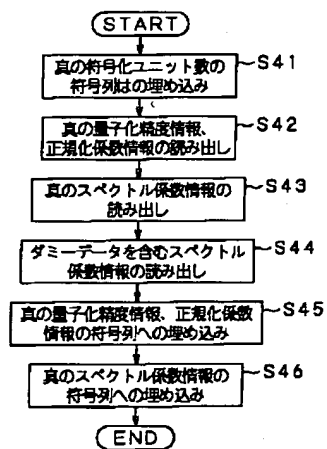 START
真の符号化ユニット数の
符号列はの埋め込み
S41
真の量子化精度情報、
正規化係数情報の読み出し
S42
真のスペクトル係数情報の
読み出し
S43
ダミーデータを含むスペクトル
係数情報の読み出し
S44
真の量子化精度情報、正規化係数
情報の符号列への埋め込み
S45
真のスペクトル係数情報の
符号列への埋め込み
S46
END